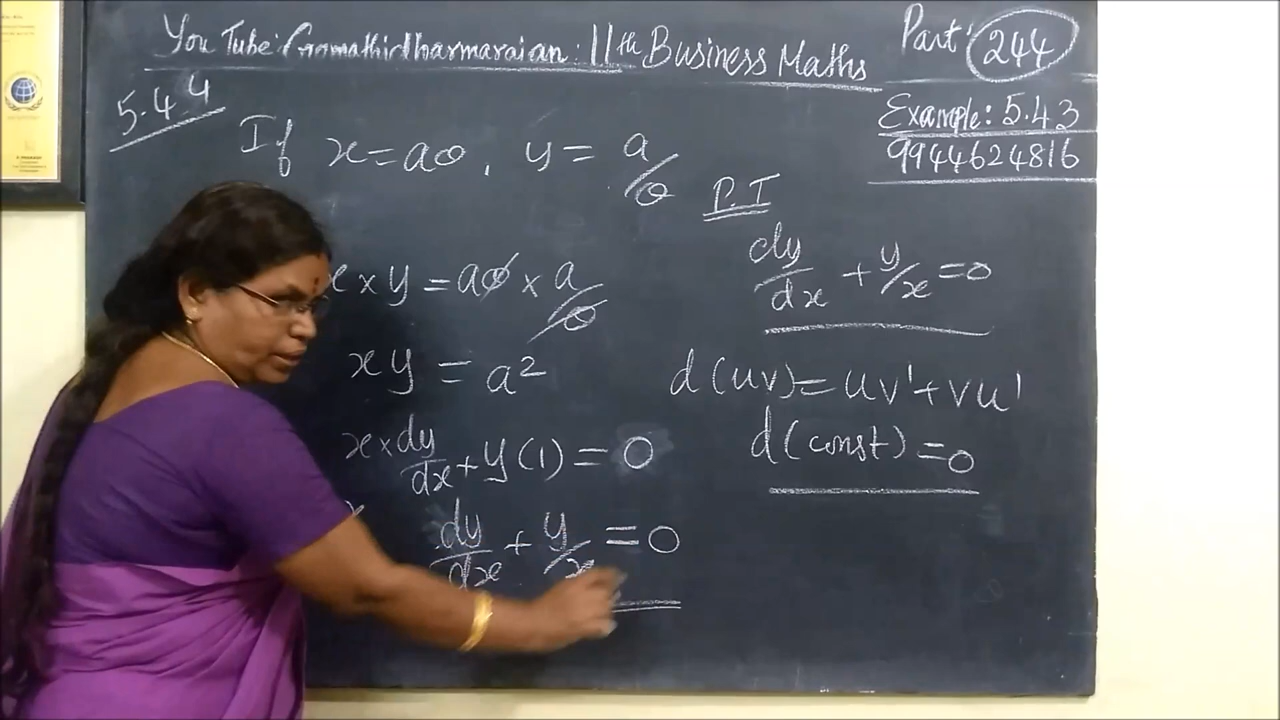 You Tube: Gomathidharmaraian: 11th Business Maths
Part: 244
5.4.4
Example: 5.43
9944624816
If x = aθ, y = a/θ
P.T
dy/dx + y/x = 0
x × y = aθ × a/θ
xy = a²
d(uv) = uv' + vu'
x × dy/dx + y(1) = 0
d(const) = 0
dy/dx + y/x = 0